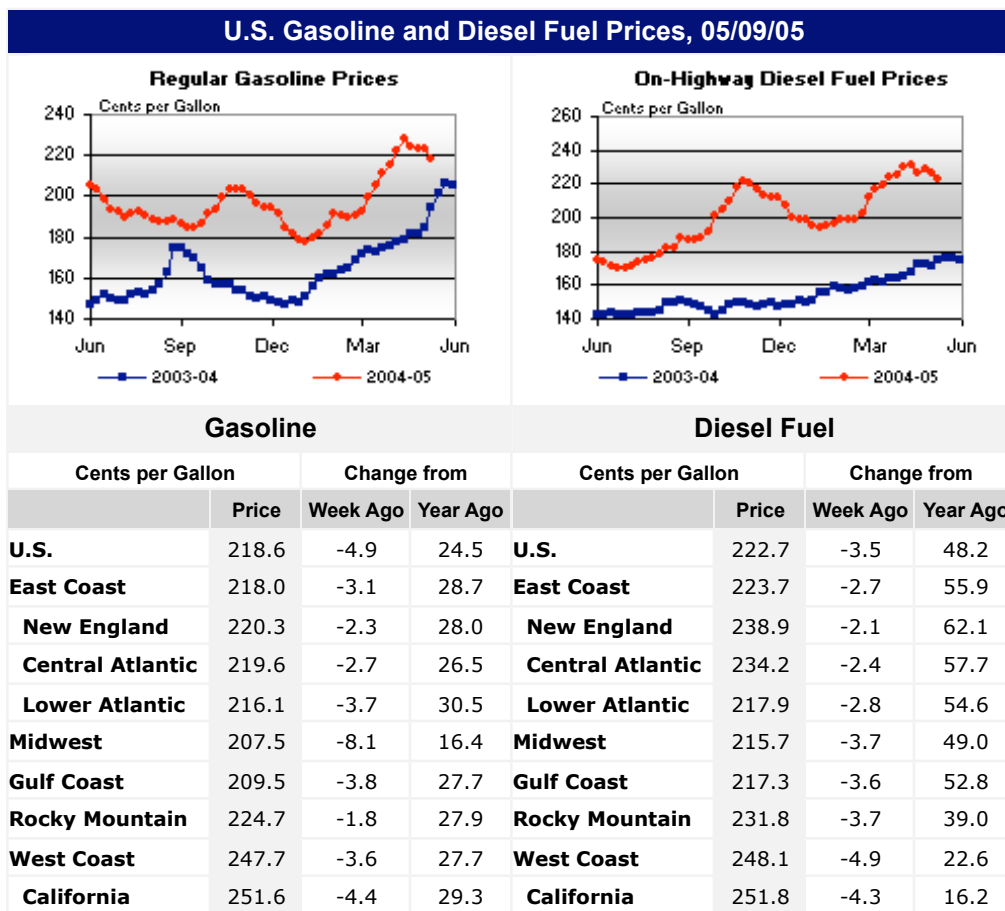 U.S. Gasoline and Diesel Fuel Prices, 05/09/05
Regular Gasoline Prices
Cents per Gallon
240
220
200
180
160
140
Jun Sep Dec Mar Jun
2003-04 2004-05
On-Highway Diesel Fuel Prices
Cents per Gallon
260
240
220
200
180
160
140
Jun Sep Dec Mar Jun
2003-04 2004-05
Gasoline Diesel Fuel
Cents per Gallon Change from Cents per Gallon Change from
Price Week Ago Year Ago Price Week Ago Year Ago
U.S. 218.6 -4.9 24.5 U.S. 222.7 -3.5 48.2
East Coast 218.0 -3.1 28.7 East Coast 223.7 -2.7 55.9
New England 220.3 -2.3 28.0 New England 238.9 -2.1 62.1
Central Atlantic 219.6 -2.7 26.5 Central Atlantic 234.2 -2.4 57.7
Lower Atlantic 216.1 -3.7 30.5 Lower Atlantic 217.9 -2.8 54.6
Midwest 207.5 -8.1 16.4 Midwest 215.7 -3.7 49.0
Gulf Coast 209.5 -3.8 27.7 Gulf Coast 217.3 -3.6 52.8
Rocky Mountain 224.7 -1.8 27.9 Rocky Mountain 231.8 -3.7 39.0
West Coast 247.7 -3.6 27.7 West Coast 248.1 -4.9 22.6
California 251.6 -4.4 29.3 California 251.8 -4.3 16.2